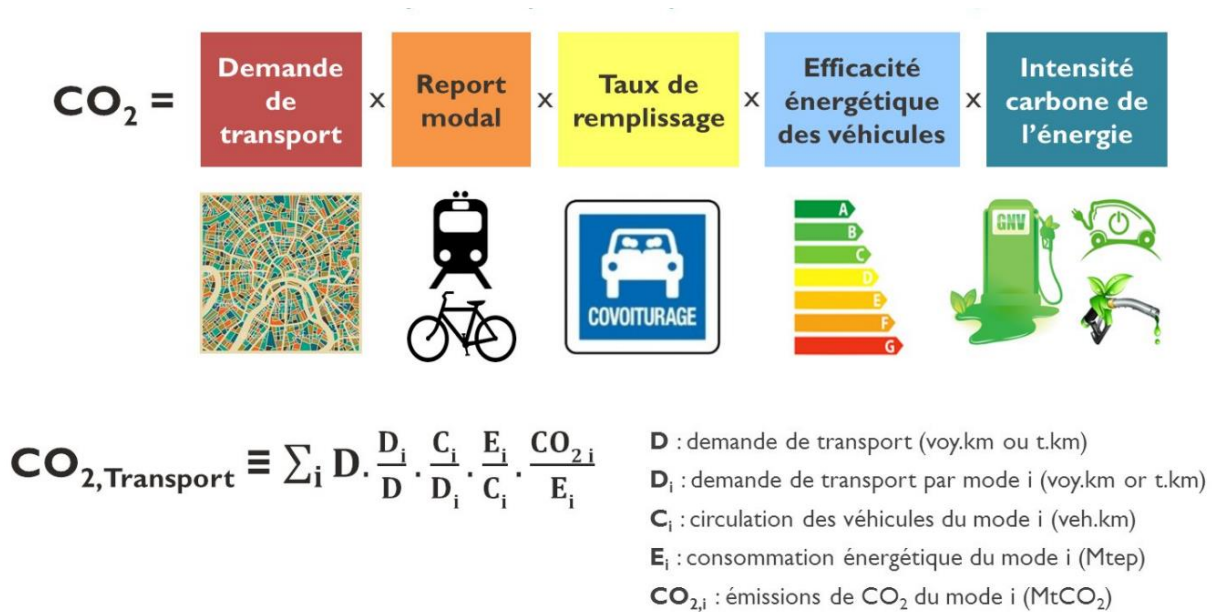 CO₂ =
Demande
de
transport
x
Report
modal
x
Taux de
remplissage
x
Efficacité
énergétique
des véhicules
x
Intensité
carbone de
l'énergie
COVOITURAGE
A
B
C
D
E
F
G
GNV
CO₂,Transport ≡ ∑ᵢ D. Dᵢ/D . Cᵢ/Dᵢ . Eᵢ/Cᵢ . CO₂ ᵢ/Eᵢ
D : demande de transport (voy.km ou t.km)
Dᵢ : demande de transport par mode i (voy.km or t.km)
Cᵢ : circulation des véhicules du mode i (veh.km)
Eᵢ : consommation énergétique du mode i (Mtep)
CO₂,ᵢ : émissions de CO₂ du mode i (MtCO₂)